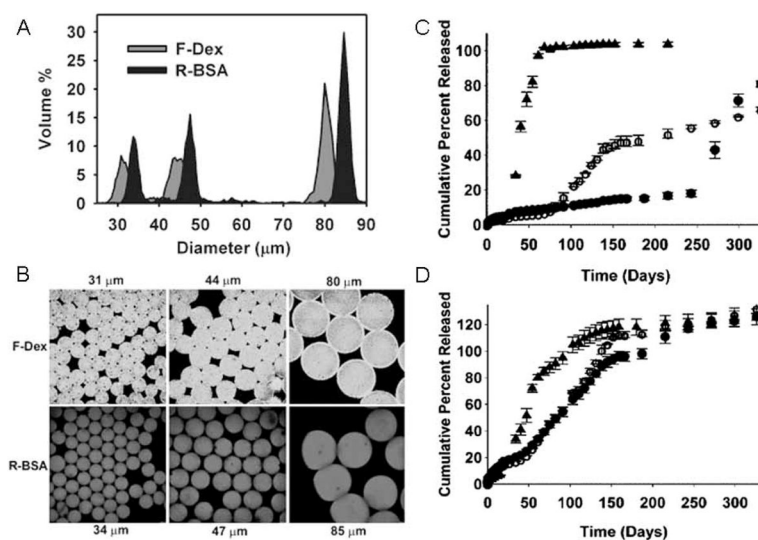 A
Volume %
30
25
20
15
10
5
0
F-Dex
R-BSA
30 40 50 60 70 80 90
Diameter (μm)
B
31 μm 44 μm 80 μm
F-Dex
R-BSA
34 μm 47 μm 85 μm
C
Cumulative Percent Released
100
80
60
40
20
0
0 50 100 150 200 250 300
Time (Days)
D
Cumulative Percent Released
120
100
80
60
40
20
0
0 50 100 150 200 250 300
Time (Days)